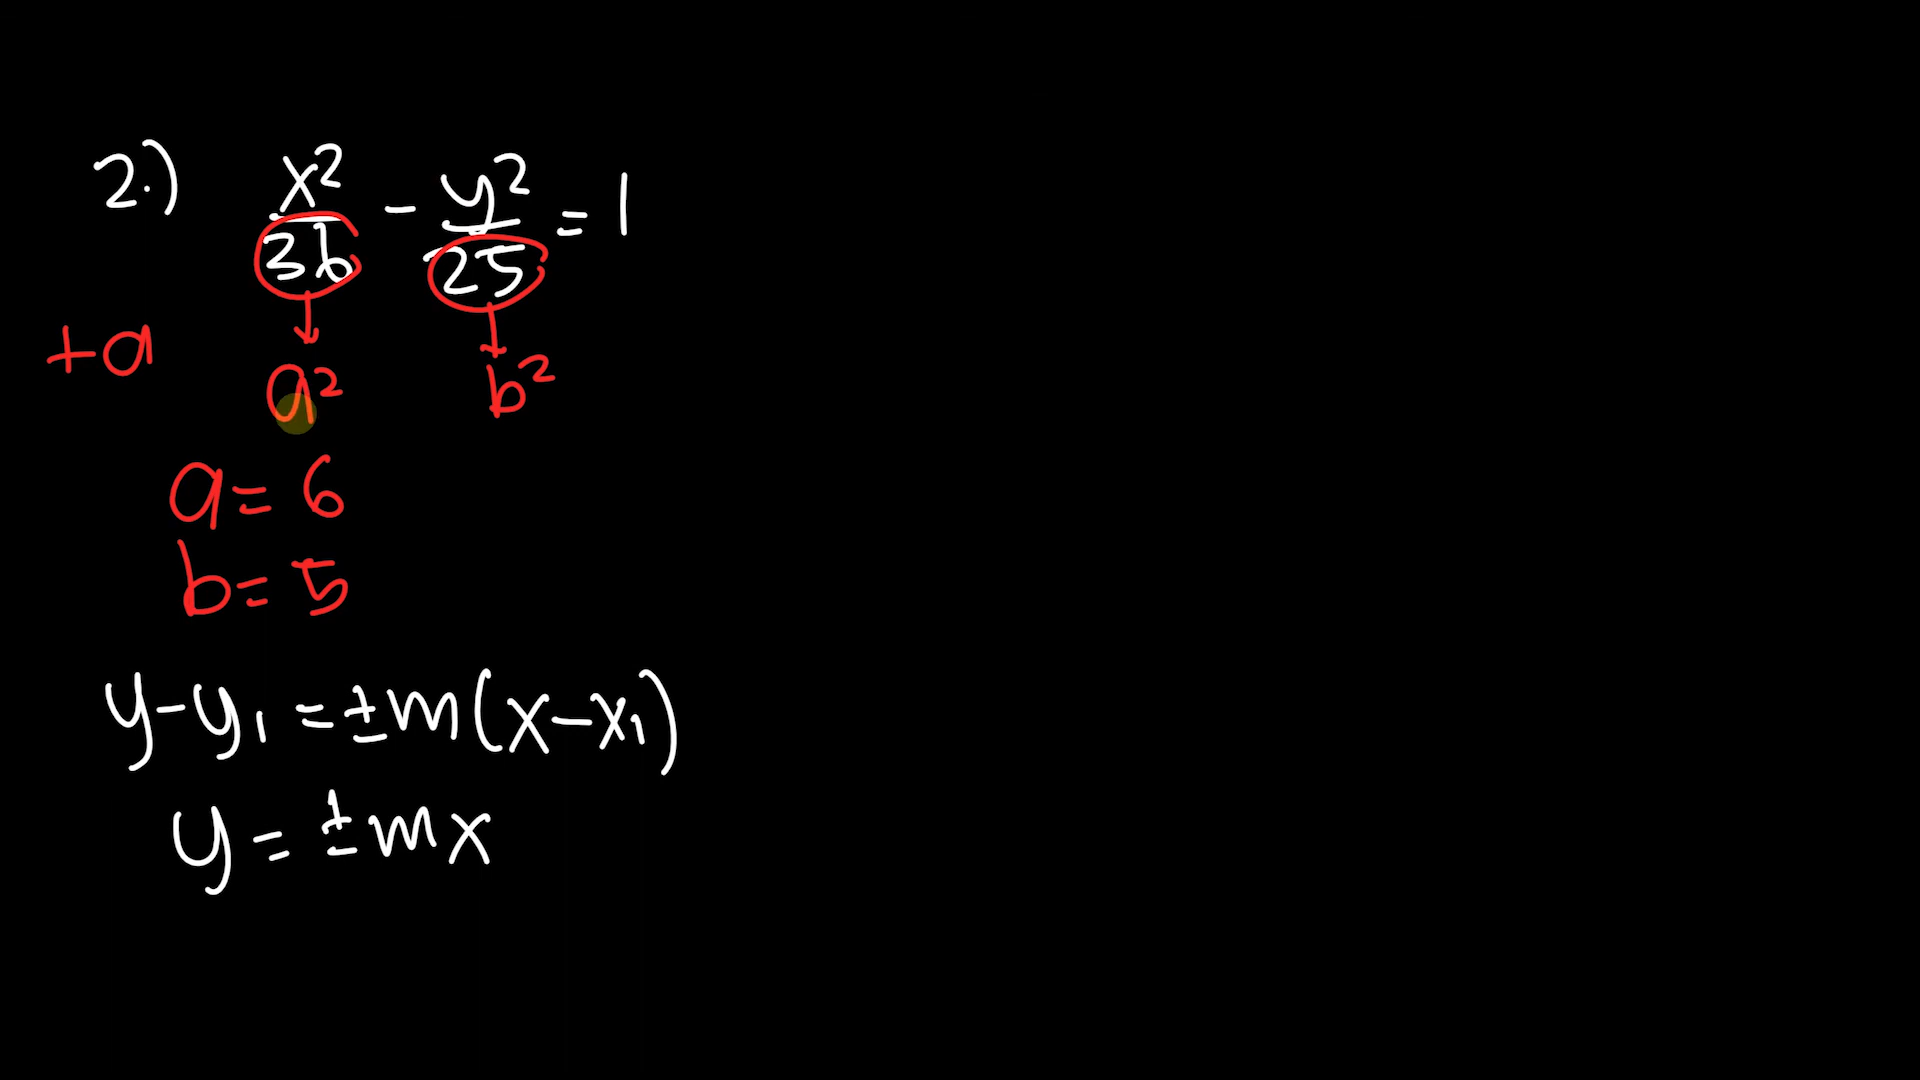 2.) x²/36 - y²/25 = 1
+a
a² b²
a = 6
b = 5
y - y₁ = ±m(x - x₁)
y = ±mx